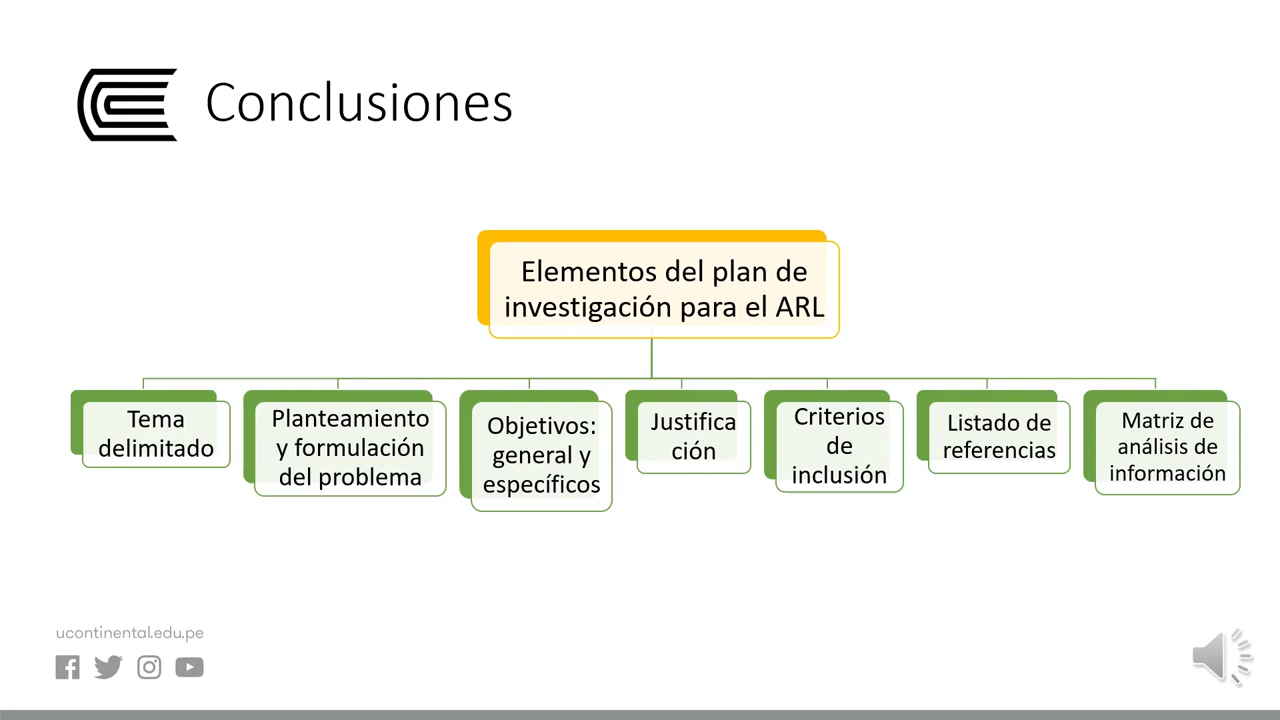 Conclusiones
Elementos del plan de
investigación para el ARL
Tema
delimitado
Planteamiento
y formulación
del problema
Objetivos:
general y
específicos
Justifica
ción
Criterios
de
inclusión
Listado de
referencias
Matriz de
análisis de
información
ucontinental.edu.pe